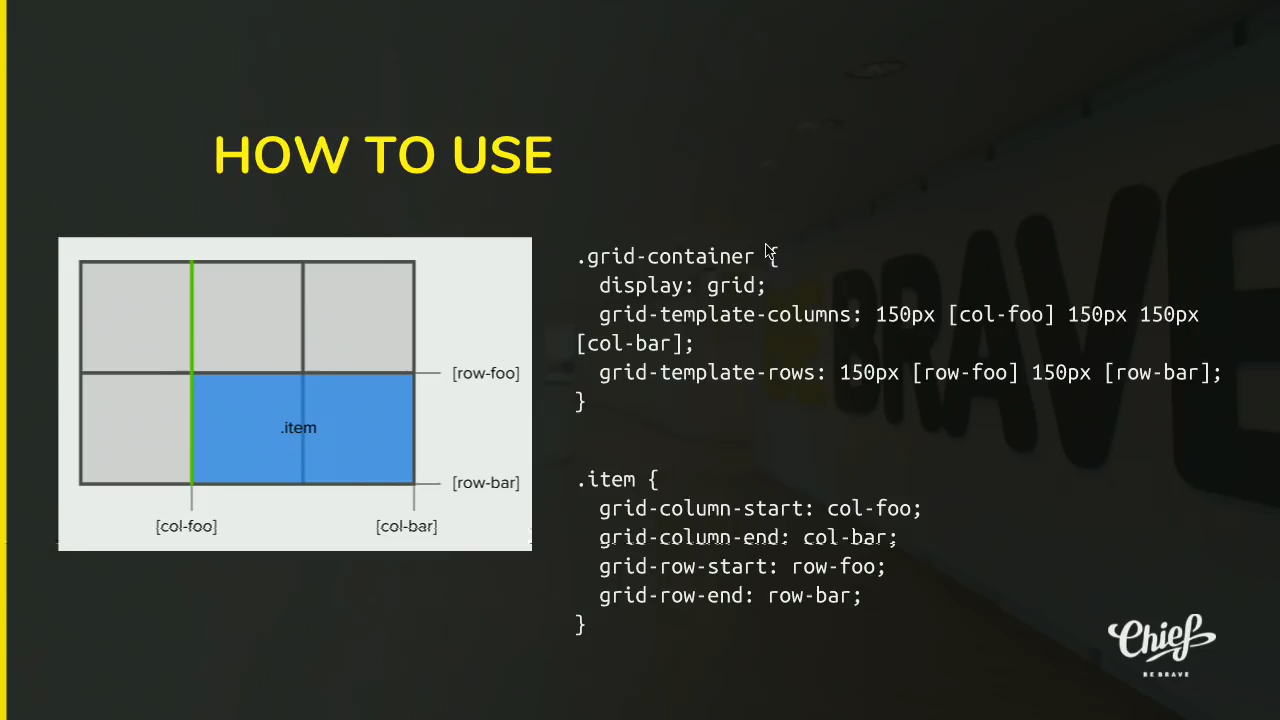 HOW TO USE
[row-foo]
.item
[row-bar]
[col-foo] [col-bar]
.grid-container {
  display: grid;
  grid-template-columns: 150px [col-foo] 150px 150px
[col-bar];
  grid-template-rows: 150px [row-foo] 150px [row-bar];
}
.item {
  grid-column-start: col-foo;
  grid-column-end: col-bar;
  grid-row-start: row-foo;
  grid-row-end: row-bar;
}
BRAVE
Chief
BE BRAVE